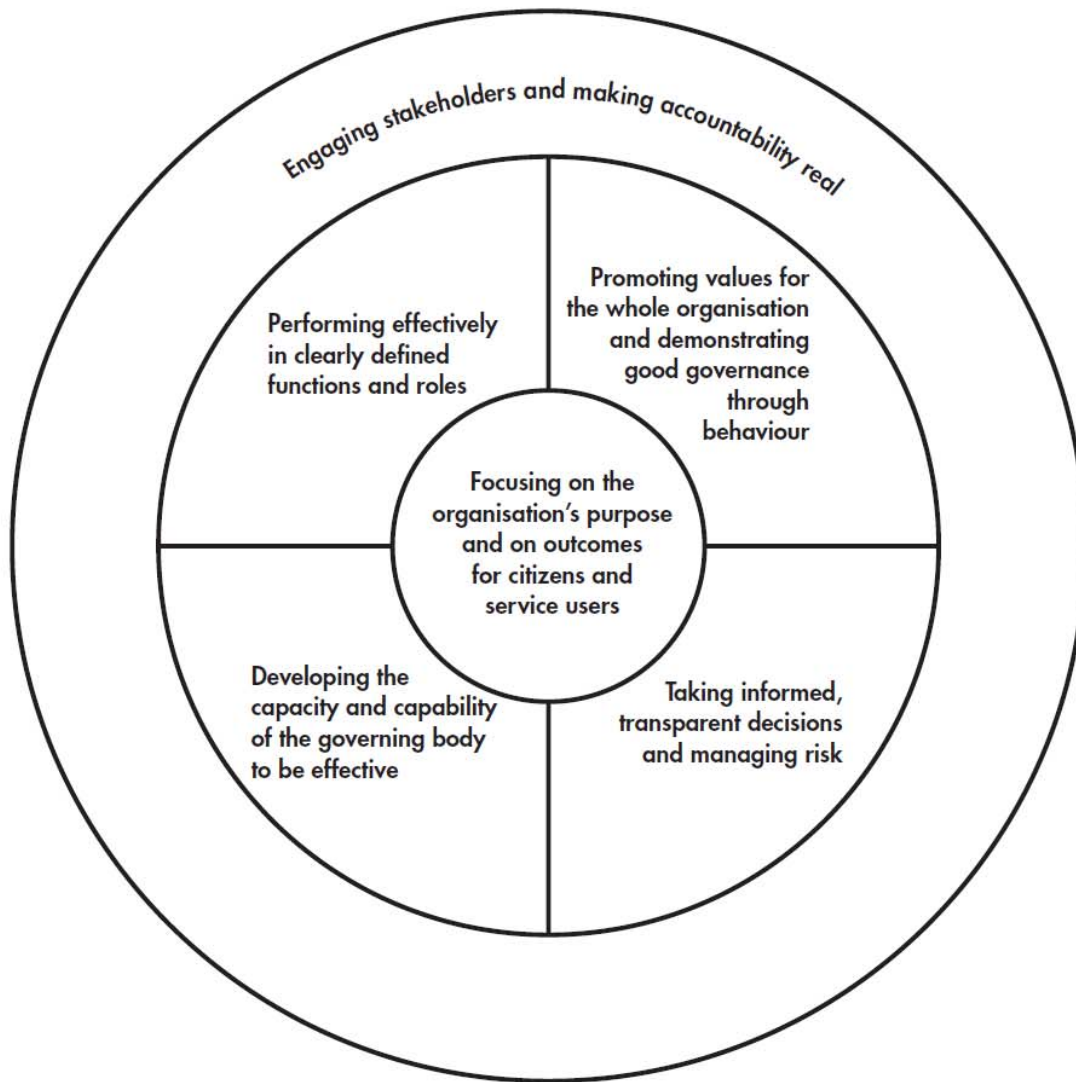 Engaging stakeholders and making accountability real
Performing effectively
in clearly defined
functions and roles
Promoting values for
the whole organisation
and demonstrating
good governance
through
behaviour
Focusing on the
organisation's purpose
and on outcomes
for citizens and
service users
Developing the
capacity and capability
of the governing body
to be effective
Taking informed,
transparent decisions
and managing risk